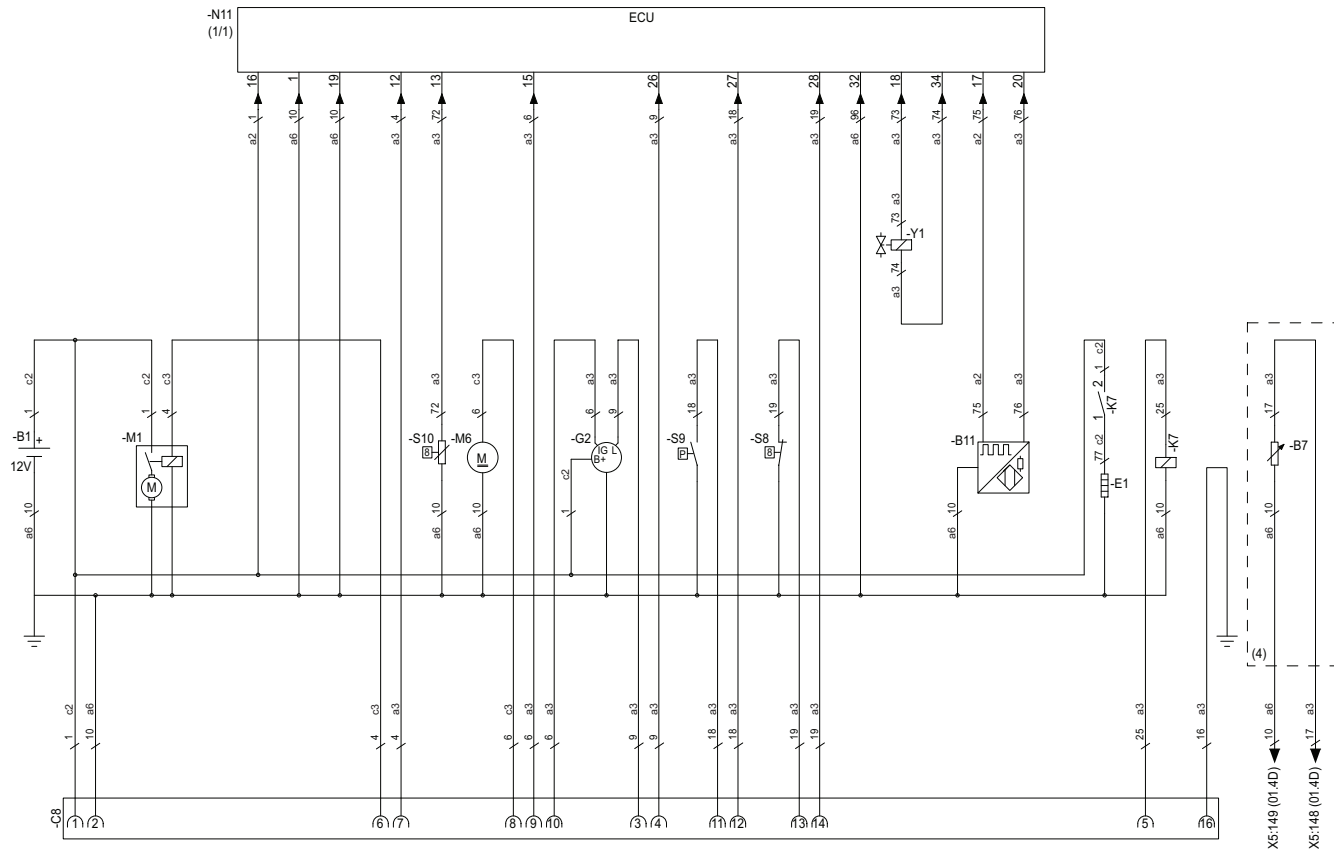 -N11
(1/1)
ECU
16 1 19 12 13 15 26 27 28 32 18 34 17 20
1 10 10 4 72 6 9 18 19 96 73 74 75 76
a2 a6 a6 a3 a3 a3 a3 a3 a3 a6 a3 a3 a2 a3
a3
73
-Y1
74
a3
c2 c2 c3 a3 c3 a3 a3 a3 a3 a2 a3 c2 a3 a3
1 1 4 72 6 6 9 18 19 75 76 1 25 17
2
1
-K7
-B1 + -M1 -S10 -M6 -G2 -S9 -S8 -B11 -K7 -B7
12V
M
8
M
IG L
B+
P
8
c2
77
-E1
c2
1
10 10 10 10 10 10
a6 a6 a6 a6 a6 a6
(4)
c2 a6 c3 a3 c3 a3 a3 a3 a3 a3 a3 a3 a3 a3 a3 a6 a3
1 10 4 4 6 6 6 9 9 18 18 19 19 25 16 10 17
-C8
1 2 6 7 8 9 10 3 4 11 12 13 14 5 16
X5:149 (01.4D)
X5:148 (01.4D)